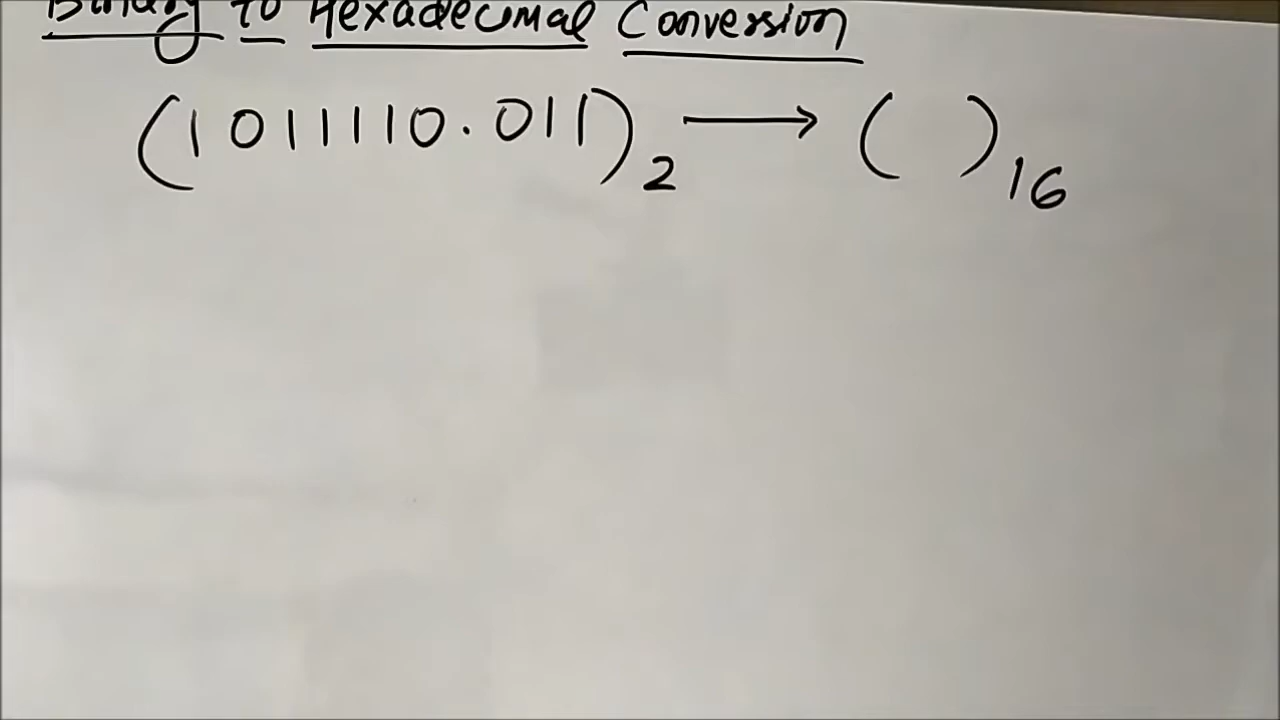 Binary to Hexadecimal Conversion
(1011110.011)2 → ( )16